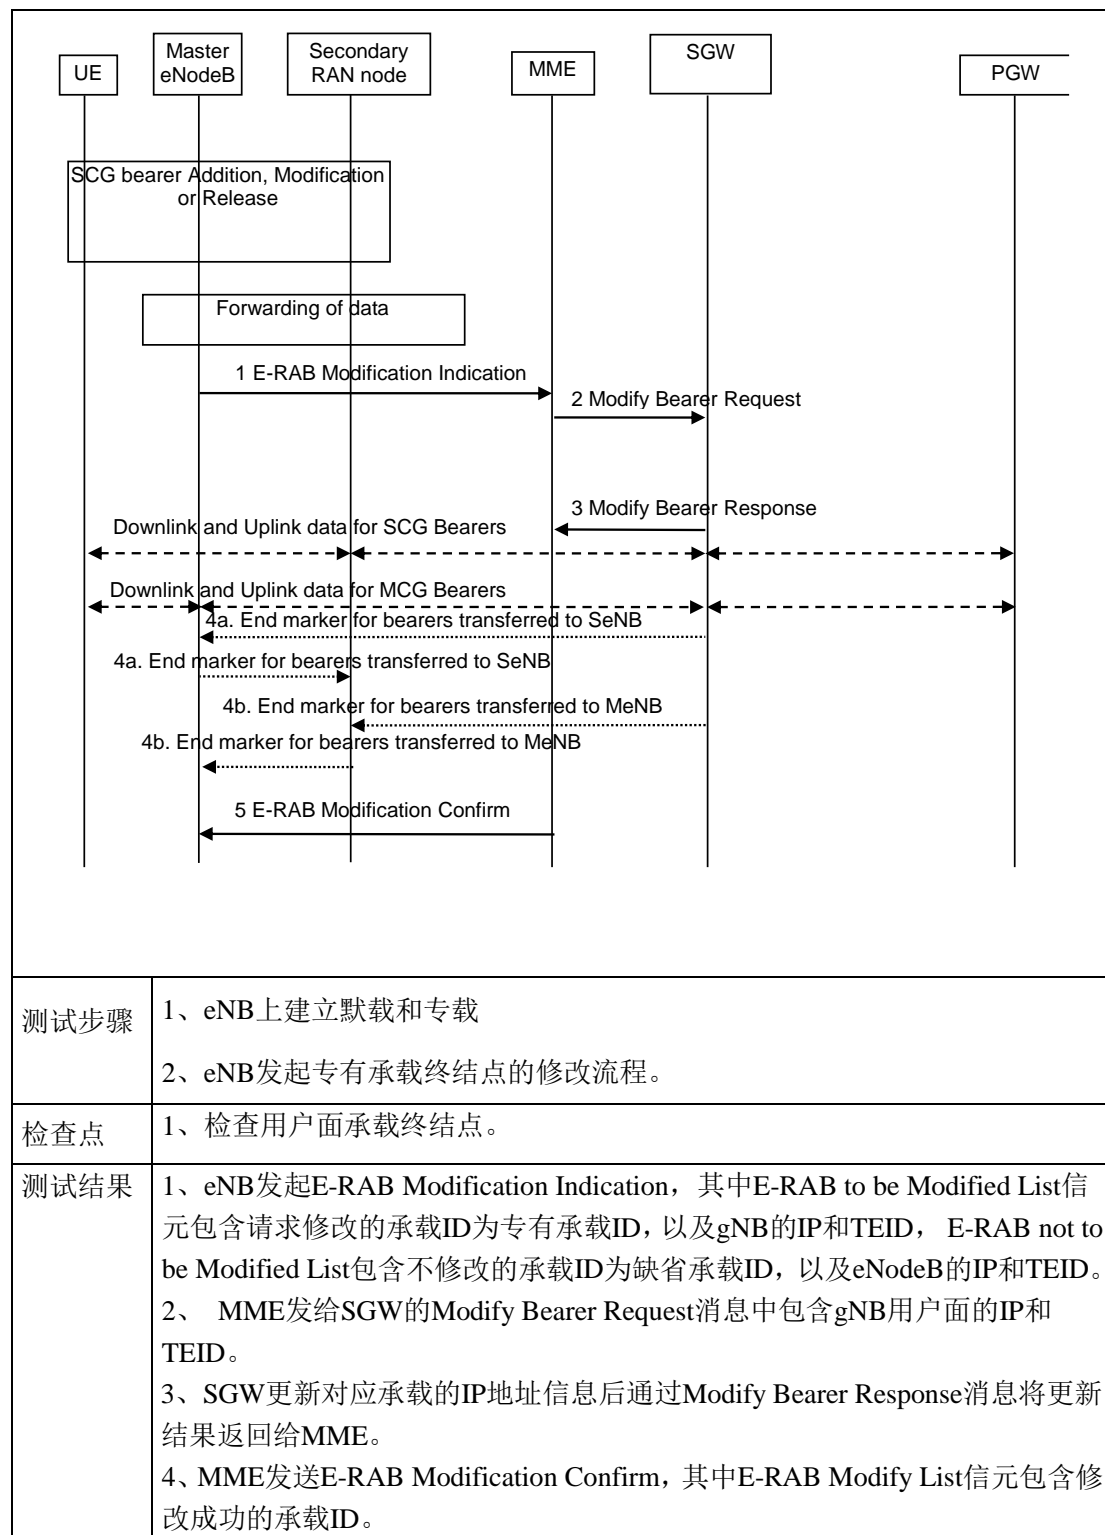 UE
Master
eNodeB
Secondary
RAN node
MME
SGW
PGW
SCG bearer Addition, Modification
or Release
Forwarding of data
1 E-RAB Modification Indication
2 Modify Bearer Request
3 Modify Bearer Response
Downlink and Uplink data for SCG Bearers
Downlink and Uplink data for MCG Bearers
4a. End marker for bearers transferred to SeNB
4a. End marker for bearers transferred to SeNB
4b. End marker for bearers transferred to MeNB
4b. End marker for bearers transferred to MeNB
5 E-RAB Modification Confirm
测试步骤
1、eNB上建立默载和专载
2、eNB发起专有承载终结点的修改流程。
检查点
1、检查用户面承载终结点。
测试结果
1、eNB发起E-RAB Modification Indication，其中E-RAB to be Modified List信
元包含请求修改的承载ID为专有承载ID，以及gNB的IP和TEID， E-RAB not to
be Modified List包含不修改的承载ID为缺省承载ID，以及eNodeB的IP和TEID。
2、 MME发给SGW的Modify Bearer Request消息中包含gNB用户面的IP和
TEID。
3、SGW更新对应承载的IP地址信息后通过Modify Bearer Response消息将更新
结果返回给MME。
4、MME发送E-RAB Modification Confirm，其中E-RAB Modify List信元包含修
改成功的承载ID。